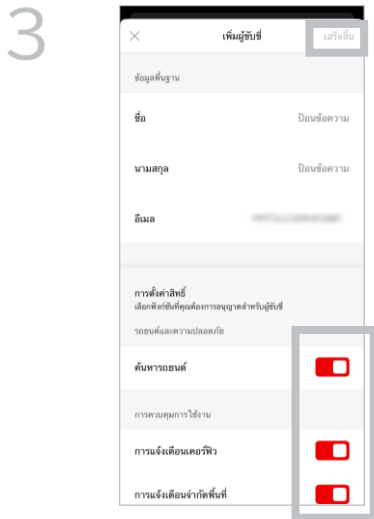 3
เพิ่มผู้ขับขี่ เสร็จสิ้น
ข้อมูลพื้นฐาน
ชื่อ ป้อนข้อความ
นามสกุล ป้อนข้อความ
อีเมล
การตั้งค่าสิทธิ์
เลือกฟังก์ชันที่คุณต้องการอนุญาตสำหรับผู้ขับขี่
รถยนต์และความปลอดภัย
ค้นหารถยนต์
การควบคุมการใช้งาน
การแจ้งเตือนเคอร์ฟิว
การแจ้งเตือนจำกัดพื้นที่